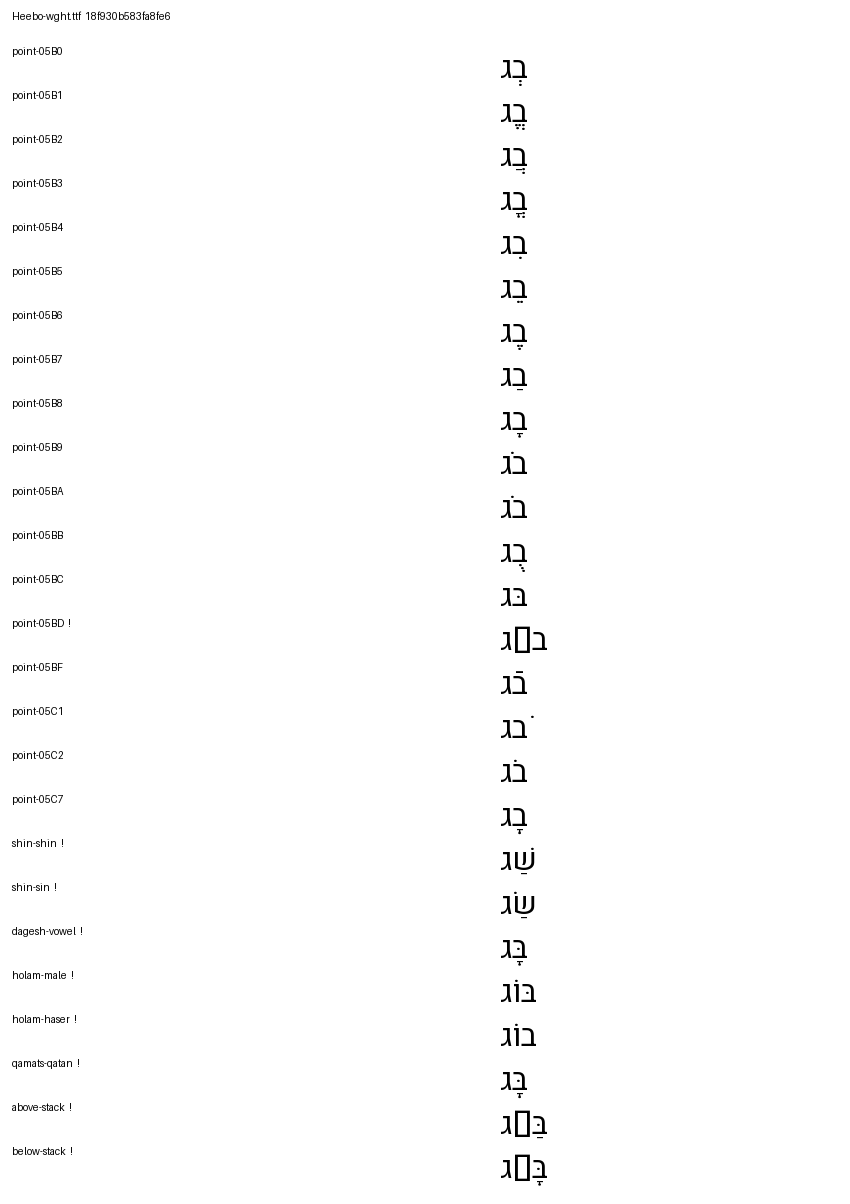 Heebo-wght.ttf 18f930b583fa8fe6
point-05B0 בְג
point-05B1 בֱג
point-05B2 בֲג
point-05B3 בֳג
point-05B4 בִג
point-05B5 בֵג
point-05B6 בֶג
point-05B7 בַג
point-05B8 בָג
point-05B9 בֹג
point-05BA בֺג
point-05BB בֻג
point-05BC בּג
point-05BD ! ב▯ג
point-05BF בֿג
point-05C1 בׁג
point-05C2 בׂג
point-05C7 בׇג
shin-shin ! שַׁג
shin-sin ! שַׂג
dagesh-vowel ! בָּג
holam-male ! בּוֹג
holam-haser ! בוֺג
qamats-qatan ! בׇּג
above-stack ! בַּ▯ג
below-stack ! בָּ▯ג